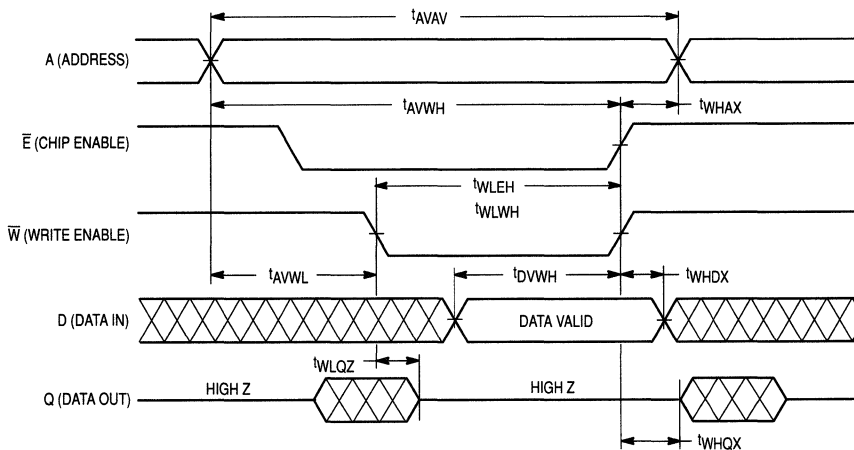 tAVAV
A (ADDRESS)
tAVWH
tWHAX
E̅ (CHIP ENABLE)
tWLEH
tWLWH
W̅ (WRITE ENABLE)
tAVWL
tDVWH
tWHDX
D (DATA IN)
DATA VALID
tWLQZ
Q (DATA OUT)
HIGH Z
HIGH Z
tWHQX